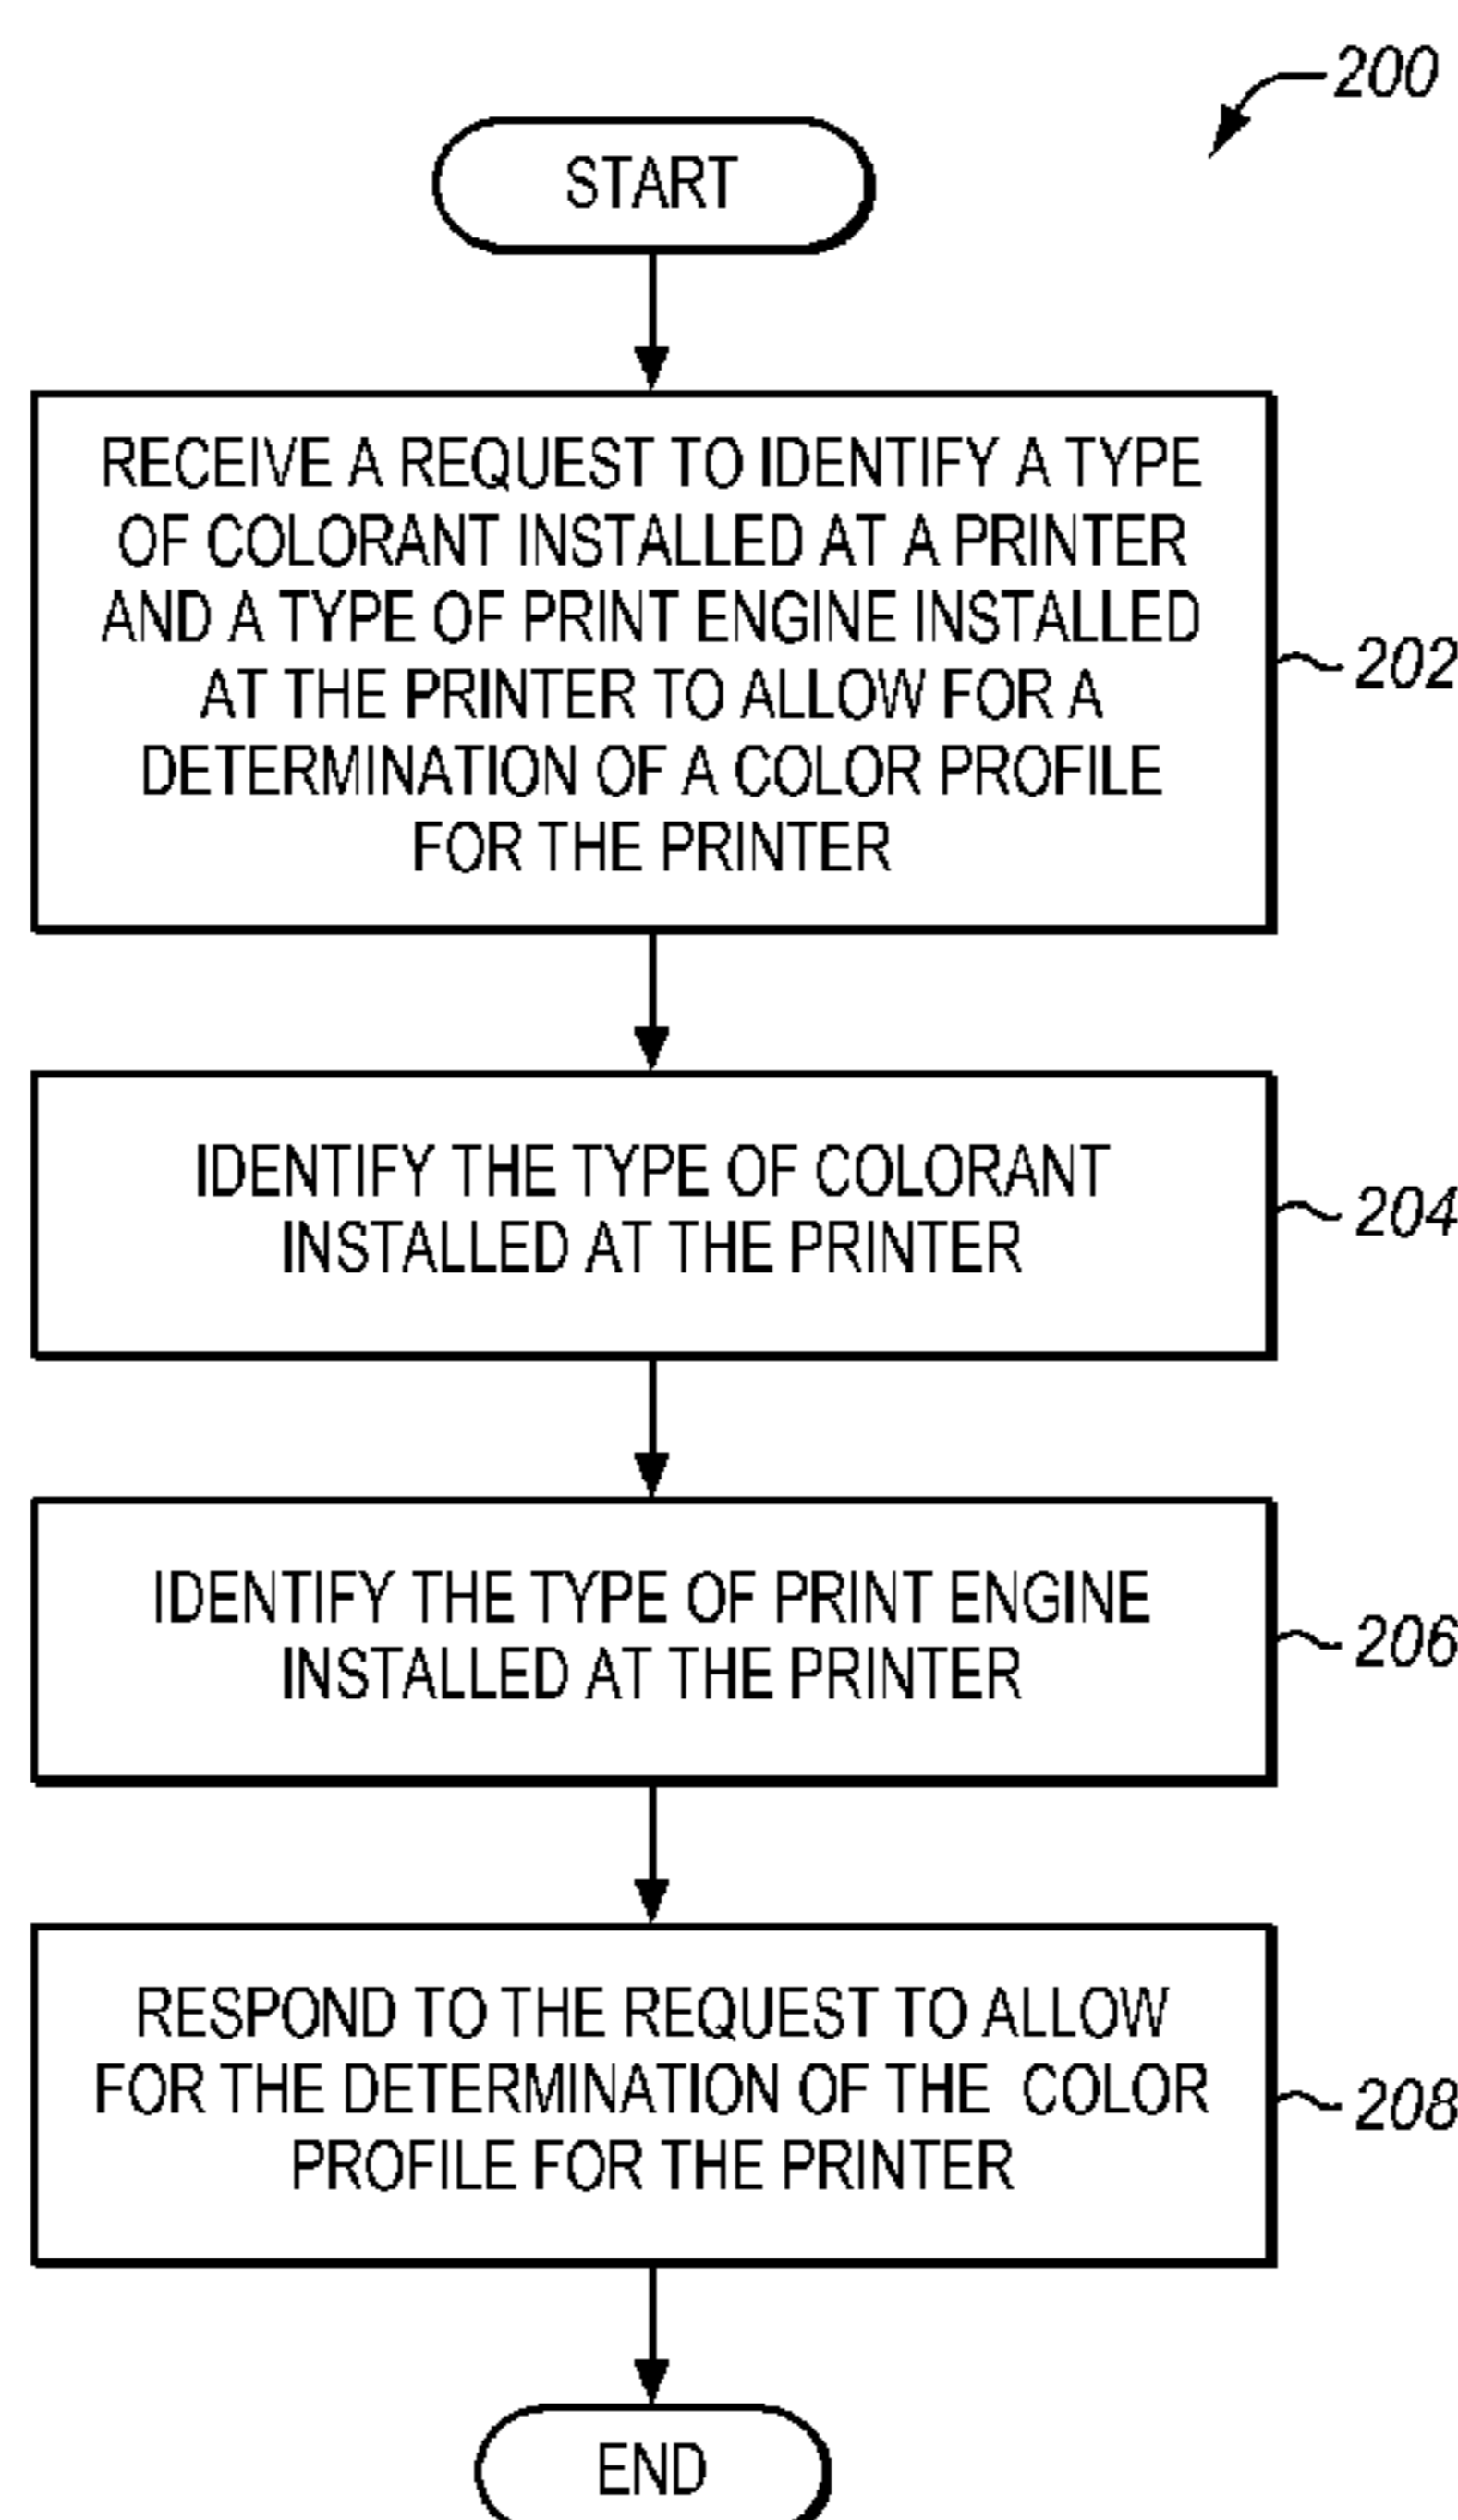 200
START
RECEIVE A REQUEST TO IDENTIFY A TYPE
OF COLORANT INSTALLED AT A PRINTER
AND A TYPE OF PRINT ENGINE INSTALLED
AT THE PRINTER TO ALLOW FOR A
DETERMINATION OF A COLOR PROFILE
FOR THE PRINTER
202
IDENTIFY THE TYPE OF COLORANT
INSTALLED AT THE PRINTER
204
IDENTIFY THE TYPE OF PRINT ENGINE
INSTALLED AT THE PRINTER
206
RESPOND TO THE REQUEST TO ALLOW
FOR THE DETERMINATION OF THE COLOR
PROFILE FOR THE PRINTER
208
END